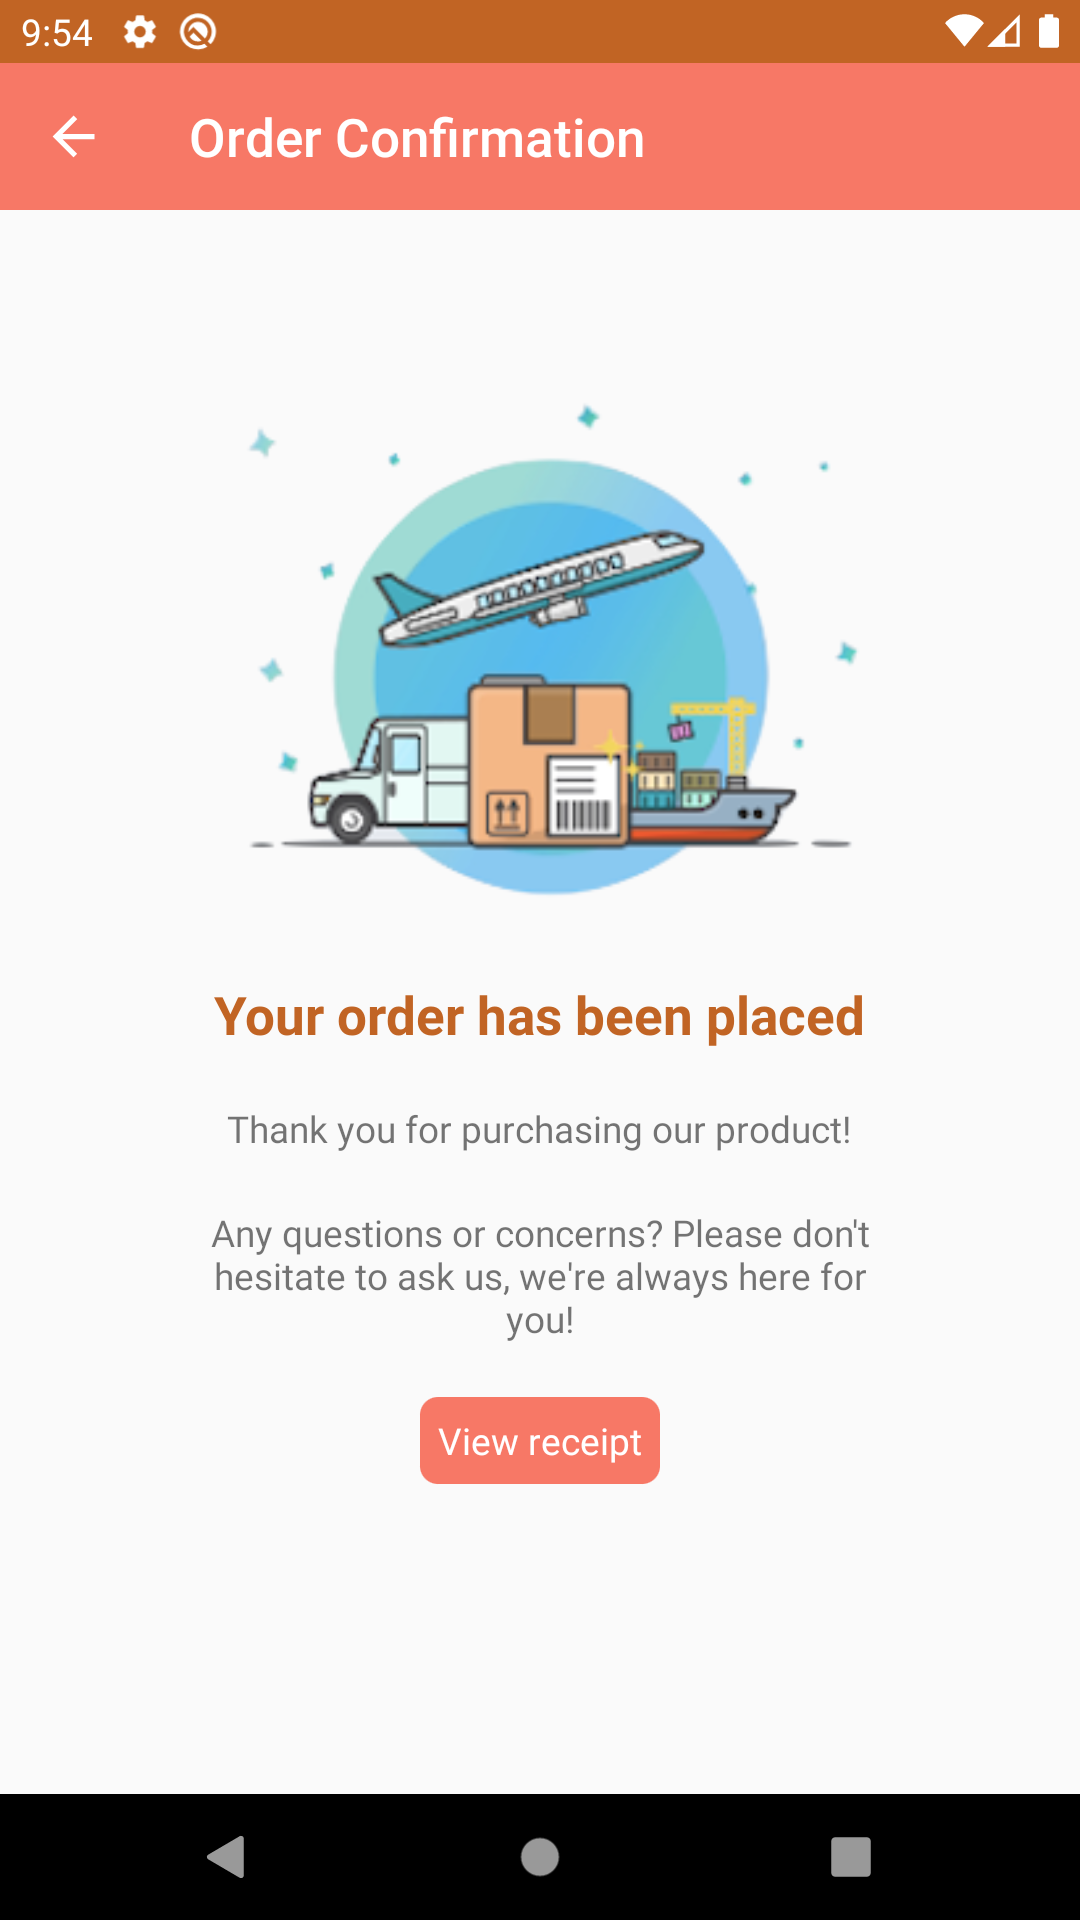 9:54
Order Confirmation
Your order has been placed
Thank you for purchasing our product!
Any questions or concerns? Please don't
hesitate to ask us, we're always here for
you!
View receipt